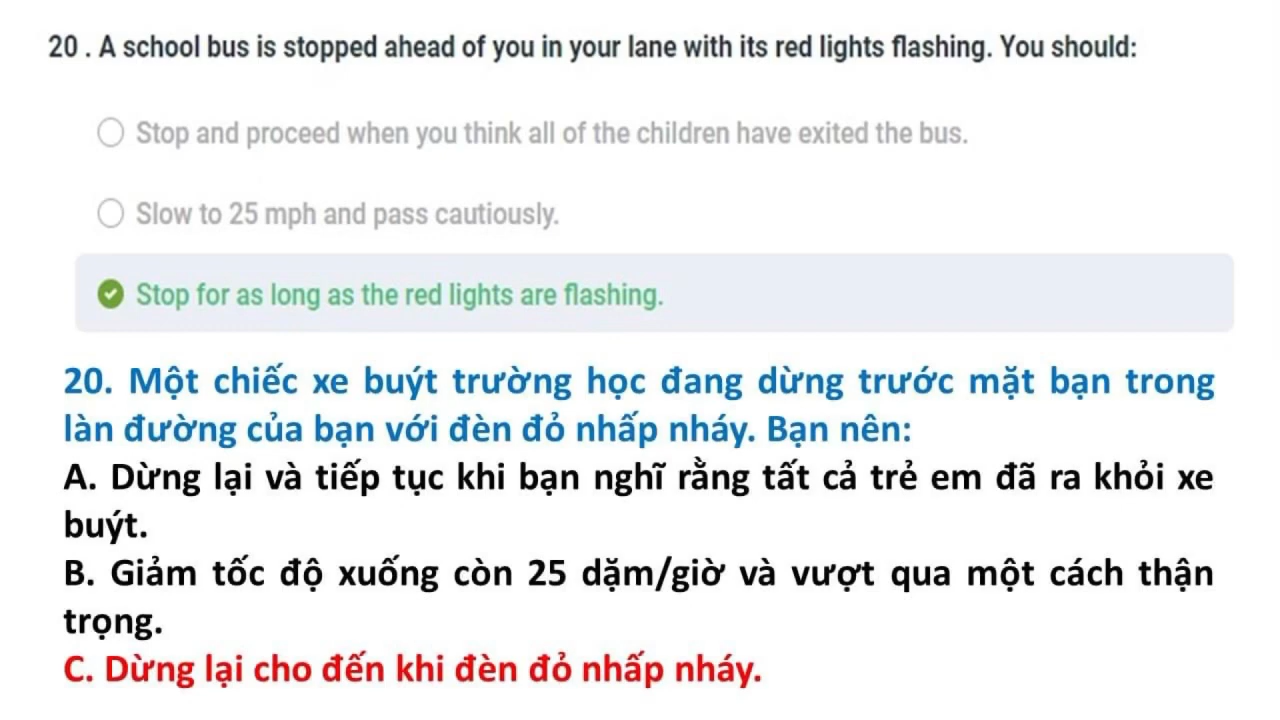 20 . A school bus is stopped ahead of you in your lane with its red lights flashing. You should:
Stop and proceed when you think all of the children have exited the bus.
Slow to 25 mph and pass cautiously.
Stop for as long as the red lights are flashing.
20. Một chiếc xe buýt trường học đang dừng trước mặt bạn trong
làn đường của bạn với đèn đỏ nhấp nháy. Bạn nên:
A. Dừng lại và tiếp tục khi bạn nghĩ rằng tất cả trẻ em đã ra khỏi xe
buýt.
B. Giảm tốc độ xuống còn 25 dặm/giờ và vượt qua một cách thận
trọng.
C. Dừng lại cho đến khi đèn đỏ nhấp nháy.